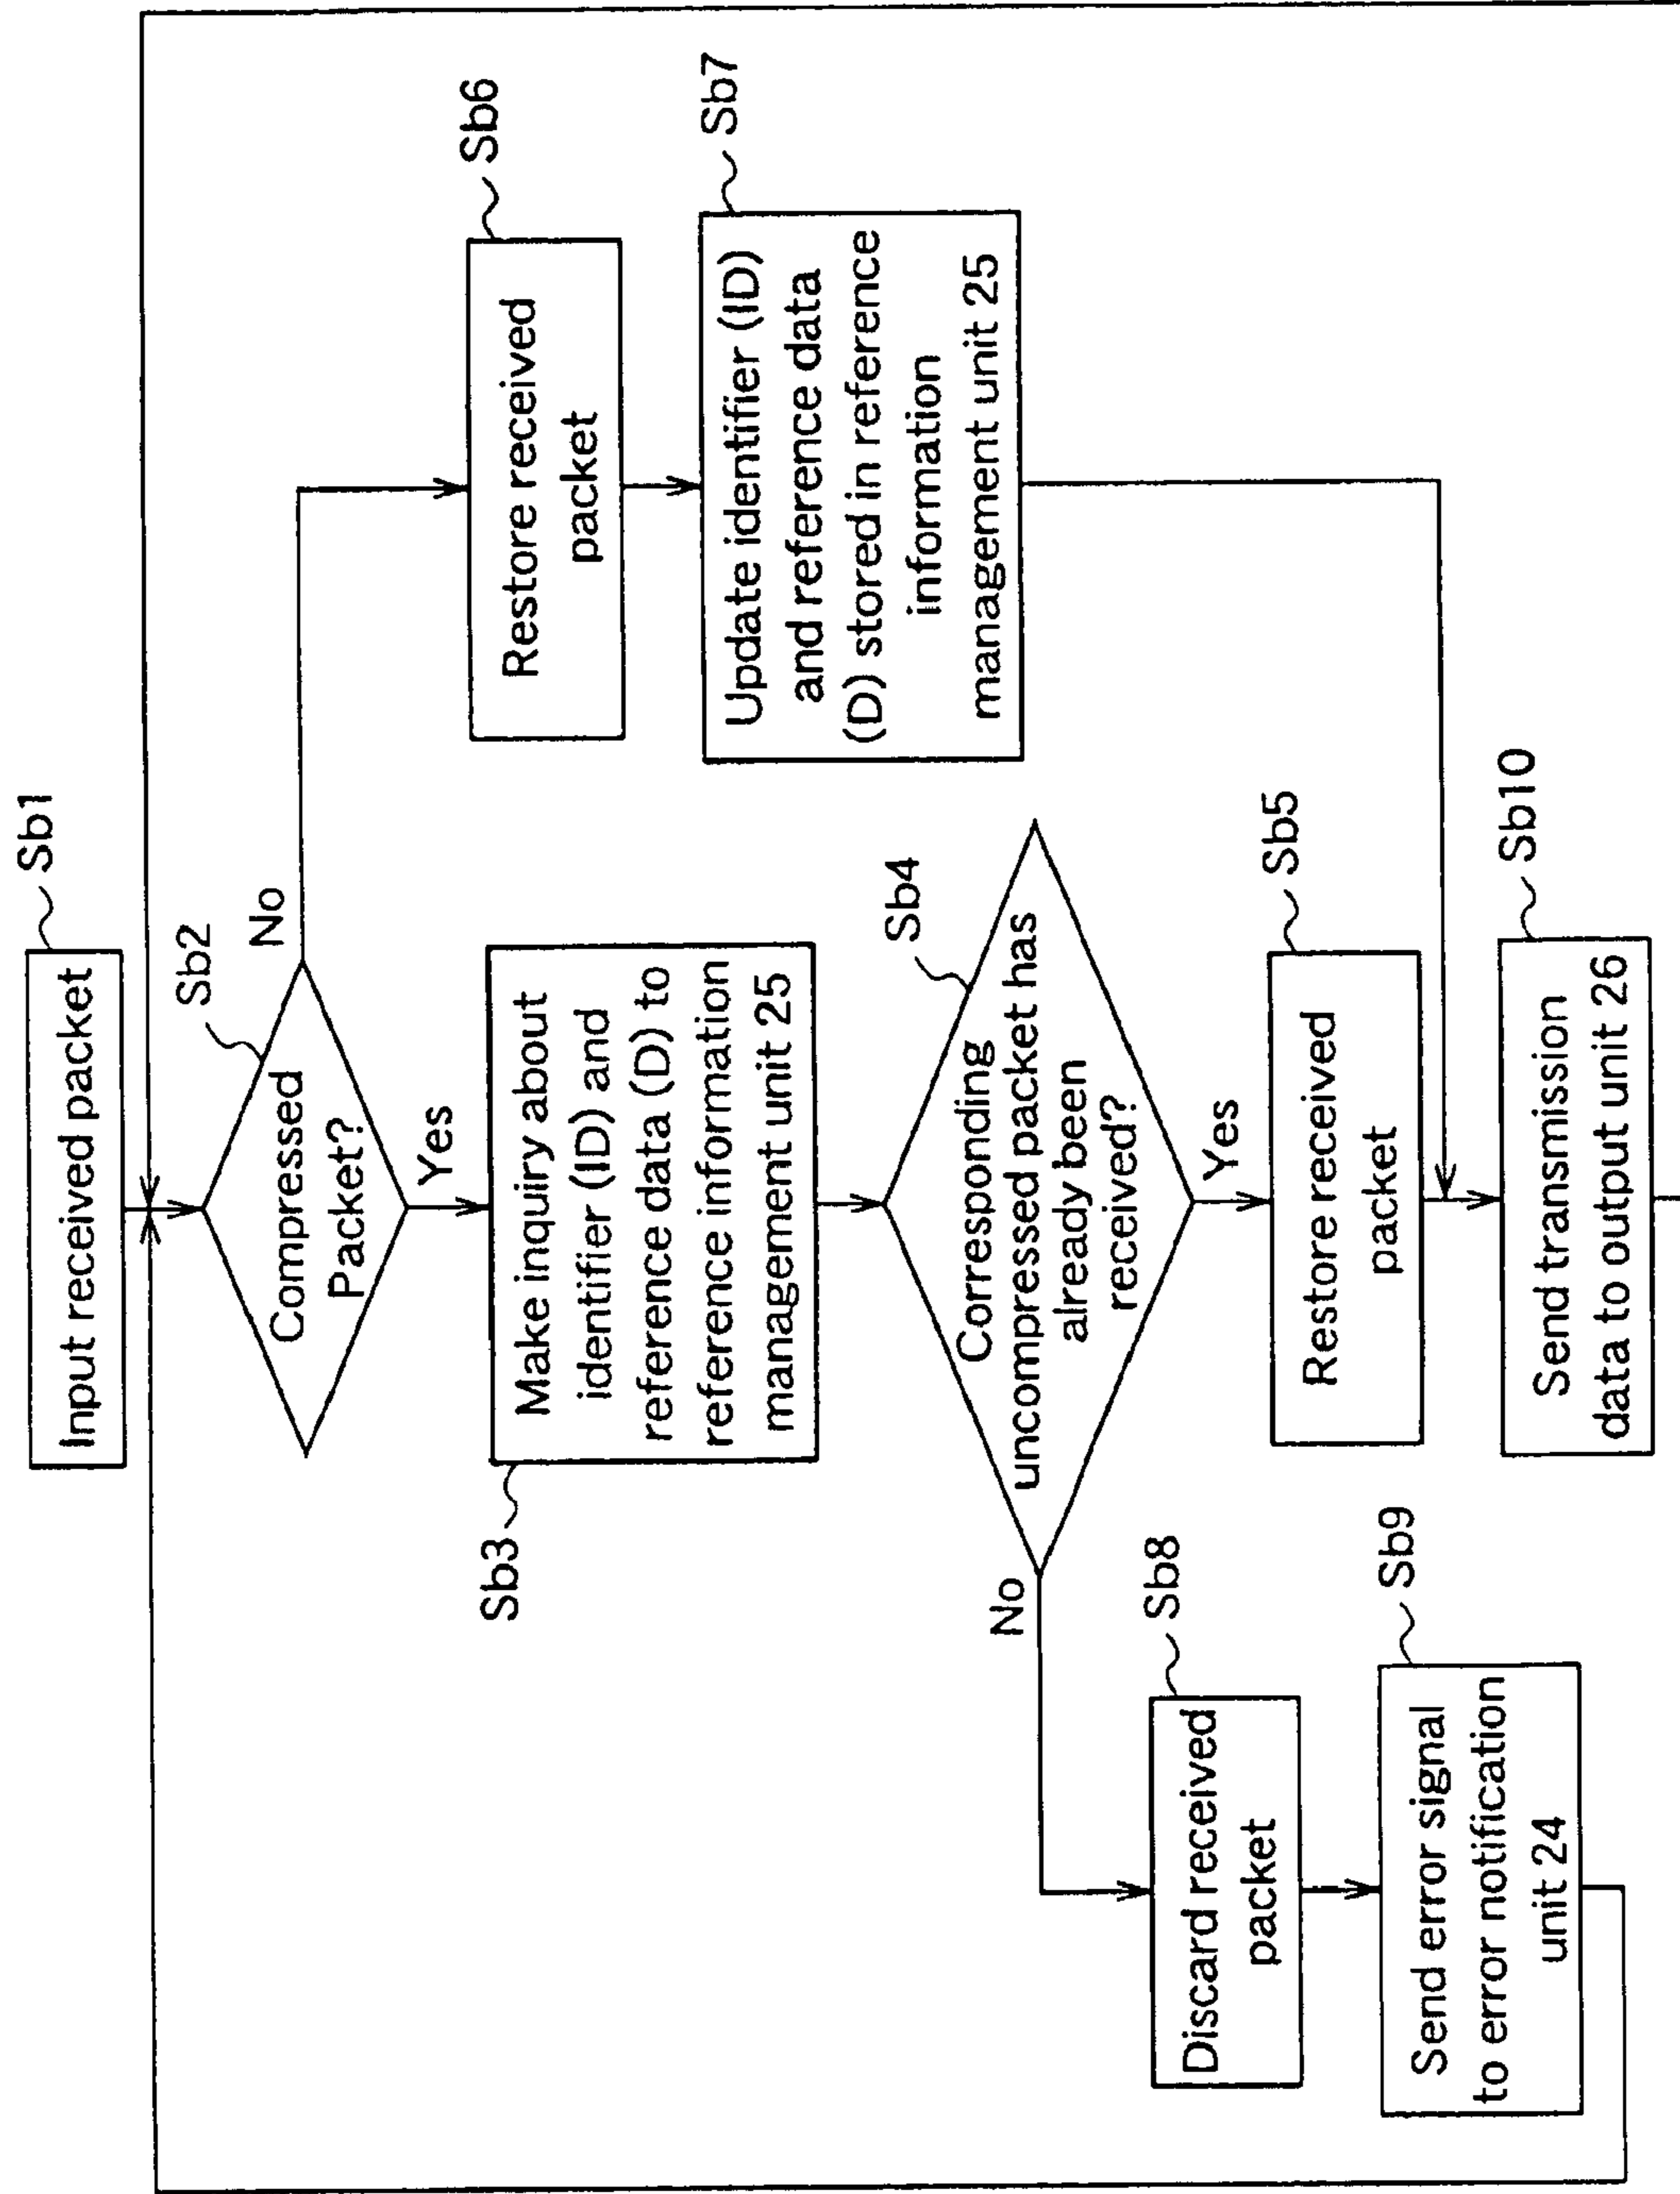 Sb1
Input received packet
Sb2
Compressed
Packet?
No
Yes
Sb6
Restore received
packet
Sb7
Update identifier (ID)
and reference data
(D) stored in reference
information
management unit 25
Sb3
Make inquiry about
identifier (ID) and
reference data (D) to
reference information
management unit 25
Sb4
Corresponding
uncompressed packet has
already been
received?
No
Yes
Sb8
Discard received
packet
Sb9
Send error signal
to error notification
unit 24
Sb5
Restore received
packet
Sb10
Send transmission
data to output unit 26